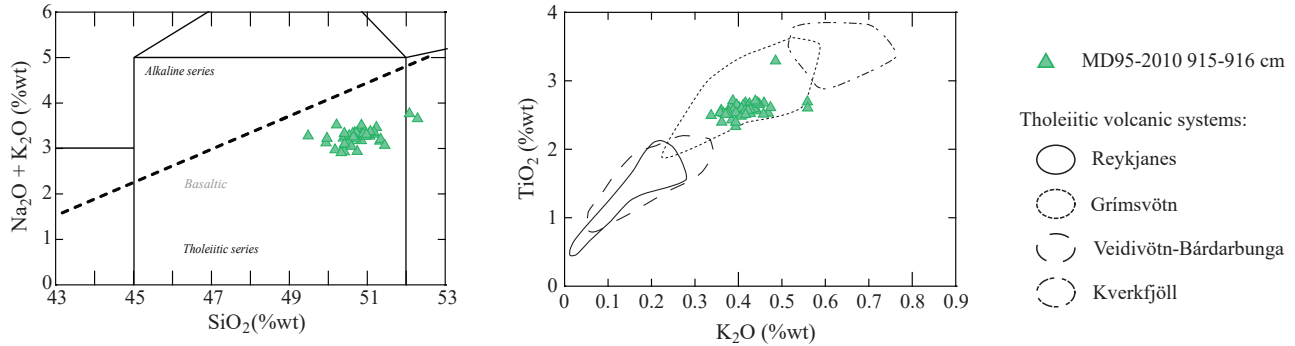 6
5
4
3
2
1
0
Na₂O + K₂O (%wt)
Alkaline series
Basaltic
Tholeiitic series
43
45
47
49
51
53
SiO₂(%wt)
4
3
2
1
0
TiO₂(%wt)
0
0.1
0.2
0.3
0.4
0.5
0.6
0.7
0.8
0.9
K₂O (%wt)
MD95-2010 915-916 cm
Tholeiitic volcanic systems:
Reykjanes
Grímsvötn
Veidivötn-Bárdarbunga
Kverkfjöll